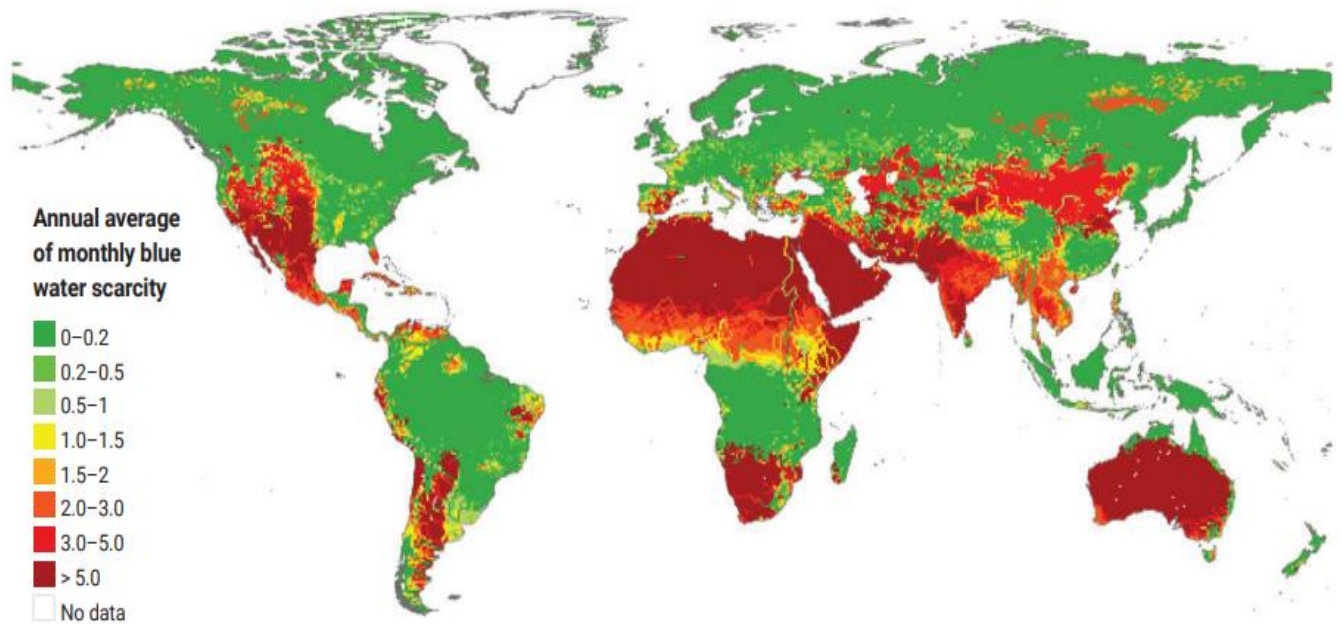 Annual average
of monthly blue
water scarcity
0–0.2
0.2–0.5
0.5–1
1.0–1.5
1.5–2
2.0–3.0
3.0–5.0
> 5.0
No data